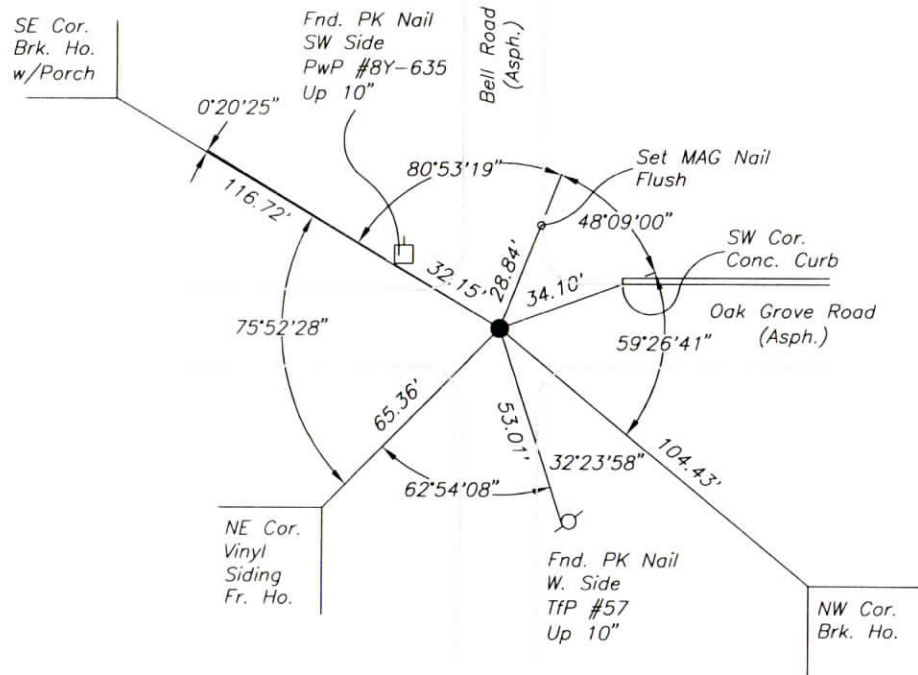 SE Cor.
Brk. Ho.
w/Porch
Fnd. PK Nail
SW Side
PwP #8Y-635
Up 10"
Bell Road
(Asph.)
0°20'25"
116.72'
80°53'19"
Set MAG Nail
Flush
48°09'00"
SW Cor.
Conc. Curb
32.15'
28.84'
34.10'
Oak Grove Road
(Asph.)
75°52'28"
59°26'41"
65.36'
53.01'
104.43'
62°54'08"
32°23'58"
NE Cor.
Vinyl
Siding
Fr. Ho.
Fnd. PK Nail
W. Side
TfP #57
Up 10"
NW Cor.
Brk. Ho.